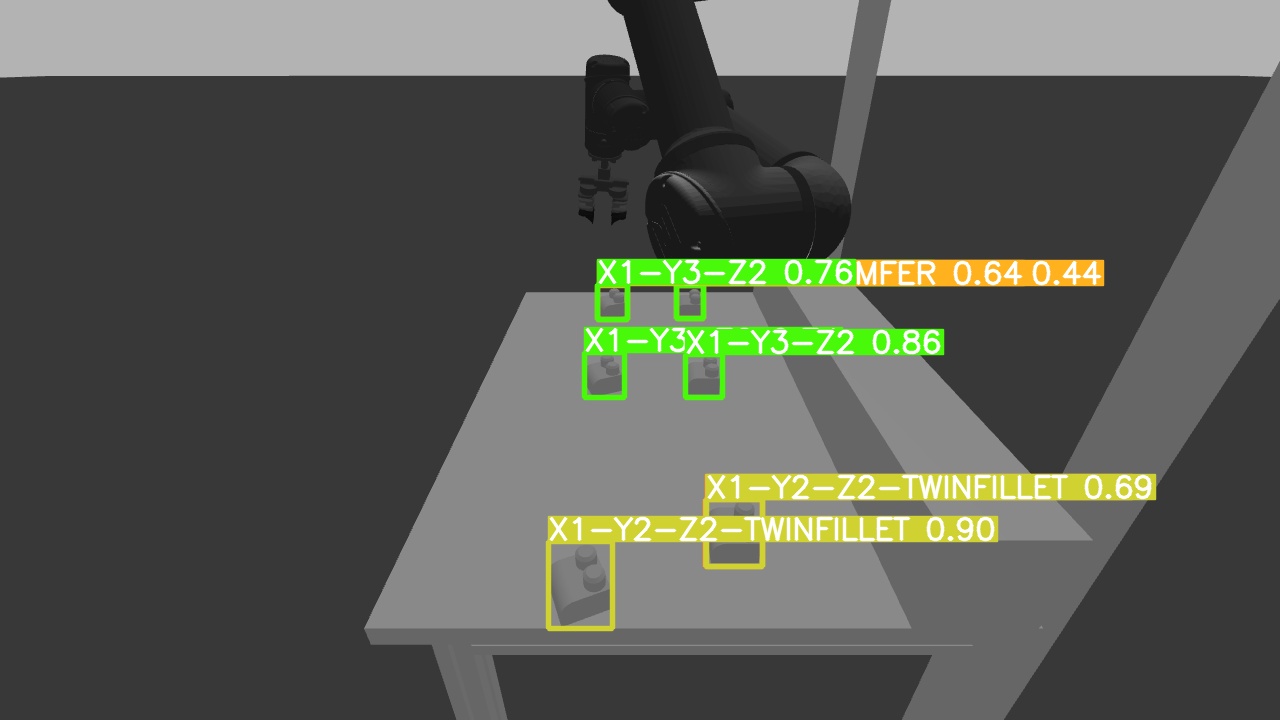 X1-Y3-Z2 0.76MFER 0.64 0.44
X1-Y3X1-Y3-Z2 0.86
X1-Y2-Z2-TWINFILLET 0.69
X1-Y2-Z2-TWINFILLET 0.90